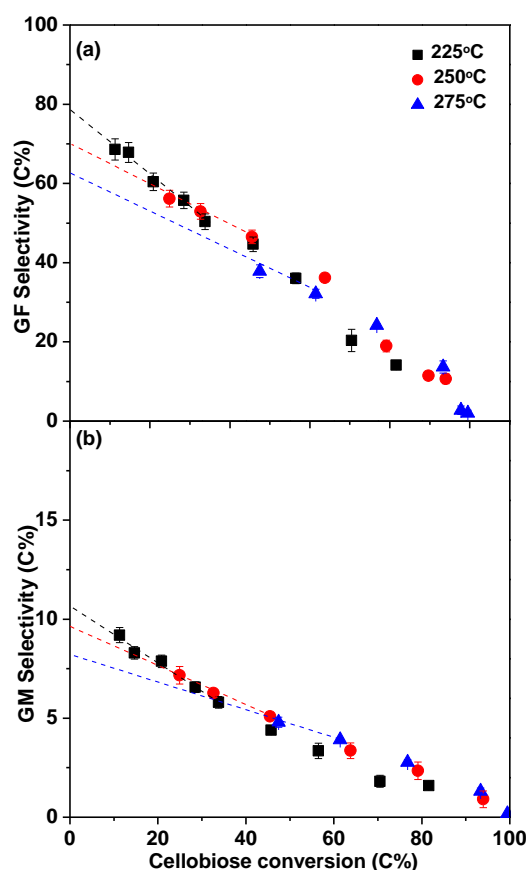 100
(a)
225°C
250°C
275°C
80
60
40
20
0
GF Selectivity (C%)
(b)
15
10
5
0
GM Selectivity (C%)
0 20 40 60 80 100
Cellobiose conversion (C%)